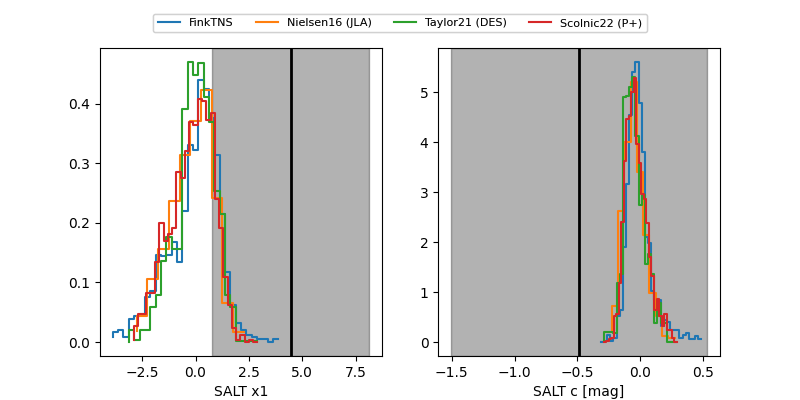 FinkTNS Nielsen16 (JLA) Taylor21 (DES) Scolnic22 (P+)
0.4
0.3
0.2
0.1
0.0
−2.5 0.0 2.5 5.0 7.5
SALT x1
5
4
3
2
1
0
−1.5 −1.0 −0.5 0.0 0.5
SALT c [mag]